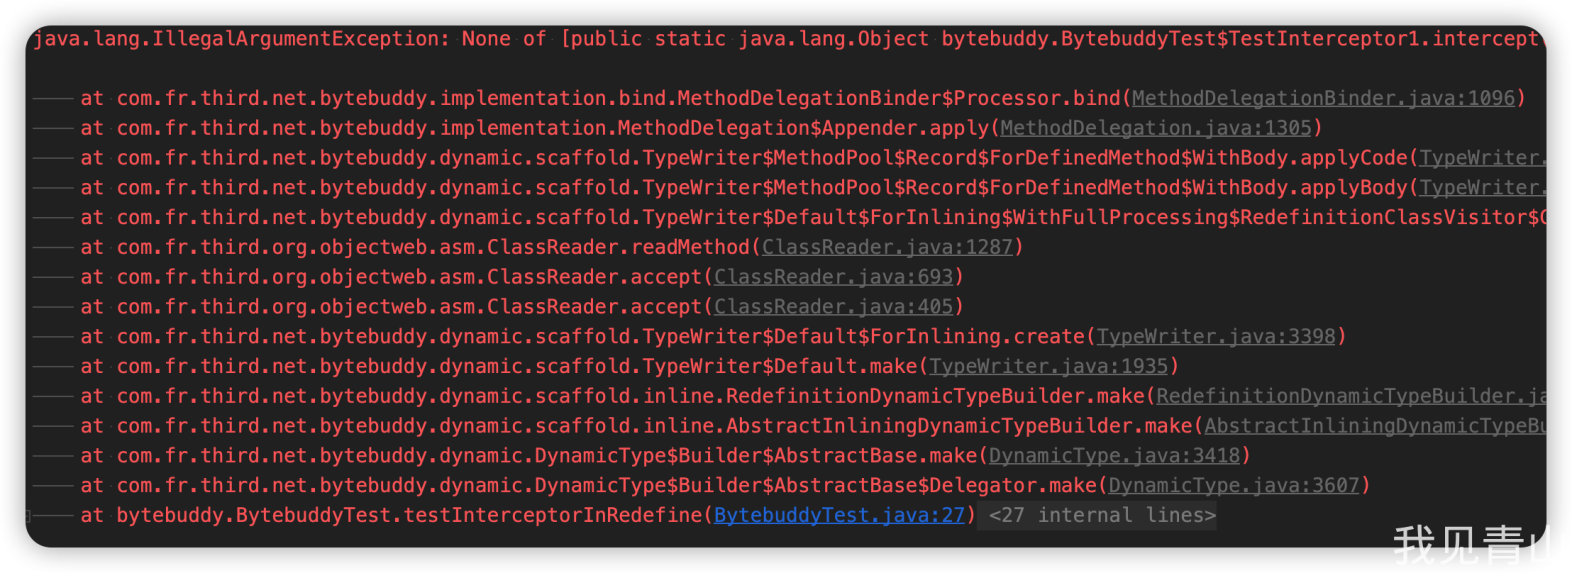 java.lang.IllegalArgumentException: None of [public static java.lang.Object bytebuddy.BytebuddyTest$TestInterceptor1.intercept
at com.fr.third.net.bytebuddy.implementation.bind.MethodDelegationBinder$Processor.bind(MethodDelegationBinder.java:1096)
at com.fr.third.net.bytebuddy.implementation.MethodDelegation$Appender.apply(MethodDelegation.java:1305)
at com.fr.third.net.bytebuddy.dynamic.scaffold.TypeWriter$MethodPool$Record$ForDefinedMethod$WithBody.applyCode(TypeWriter.
at com.fr.third.net.bytebuddy.dynamic.scaffold.TypeWriter$MethodPool$Record$ForDefinedMethod$WithBody.applyBody(TypeWriter.
at com.fr.third.net.bytebuddy.dynamic.scaffold.TypeWriter$Default$ForInlining$WithFullProcessing$RedefinitionClassVisitor$
at com.fr.third.org.objectweb.asm.ClassReader.readMethod(ClassReader.java:1287)
at com.fr.third.org.objectweb.asm.ClassReader.accept(ClassReader.java:693)
at com.fr.third.org.objectweb.asm.ClassReader.accept(ClassReader.java:405)
at com.fr.third.net.bytebuddy.dynamic.scaffold.TypeWriter$Default$ForInlining.create(TypeWriter.java:3398)
at com.fr.third.net.bytebuddy.dynamic.scaffold.TypeWriter$Default.make(TypeWriter.java:1935)
at com.fr.third.net.bytebuddy.dynamic.scaffold.inline.RedefinitionDynamicTypeBuilder.make(RedefinitionDynamicTypeBuilder.ja
at com.fr.third.net.bytebuddy.dynamic.scaffold.inline.AbstractInliningDynamicTypeBuilder.make(AbstractInliningDynamicTypeBu
at com.fr.third.net.bytebuddy.dynamic.DynamicType$Builder$AbstractBase.make(DynamicType.java:3418)
at com.fr.third.net.bytebuddy.dynamic.DynamicType$Builder$AbstractBase$Delegator.make(DynamicType.java:3607)
at bytebuddy.BytebuddyTest.testInterceptorInRedefine(BytebuddyTest.java:27) <27 internal lines>
我见青山